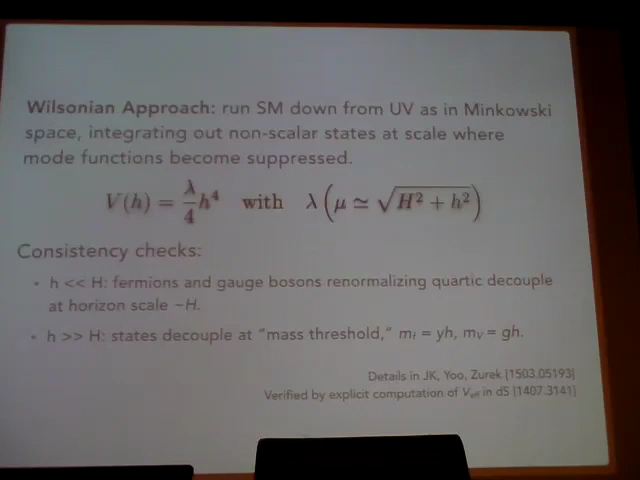 Wilsonian Approach: run SM down from UV as in Minkowski
space, integrating out non-scalar states at scale where
mode functions become suppressed.
V(h) = λ/4 h⁴ with λ(μ ≃ √(H² + h²))
Consistency checks:
• h << H: fermions and gauge bosons renormalizing quartic decouple
at horizon scale ~H.
• h >> H: states decouple at “mass threshold,” mₜ = yh, mᵥ = gh.
Details in JK, Yoo, Zurek [1503.05193]
Verified by explicit computation of Veff in dS [1407.3141]